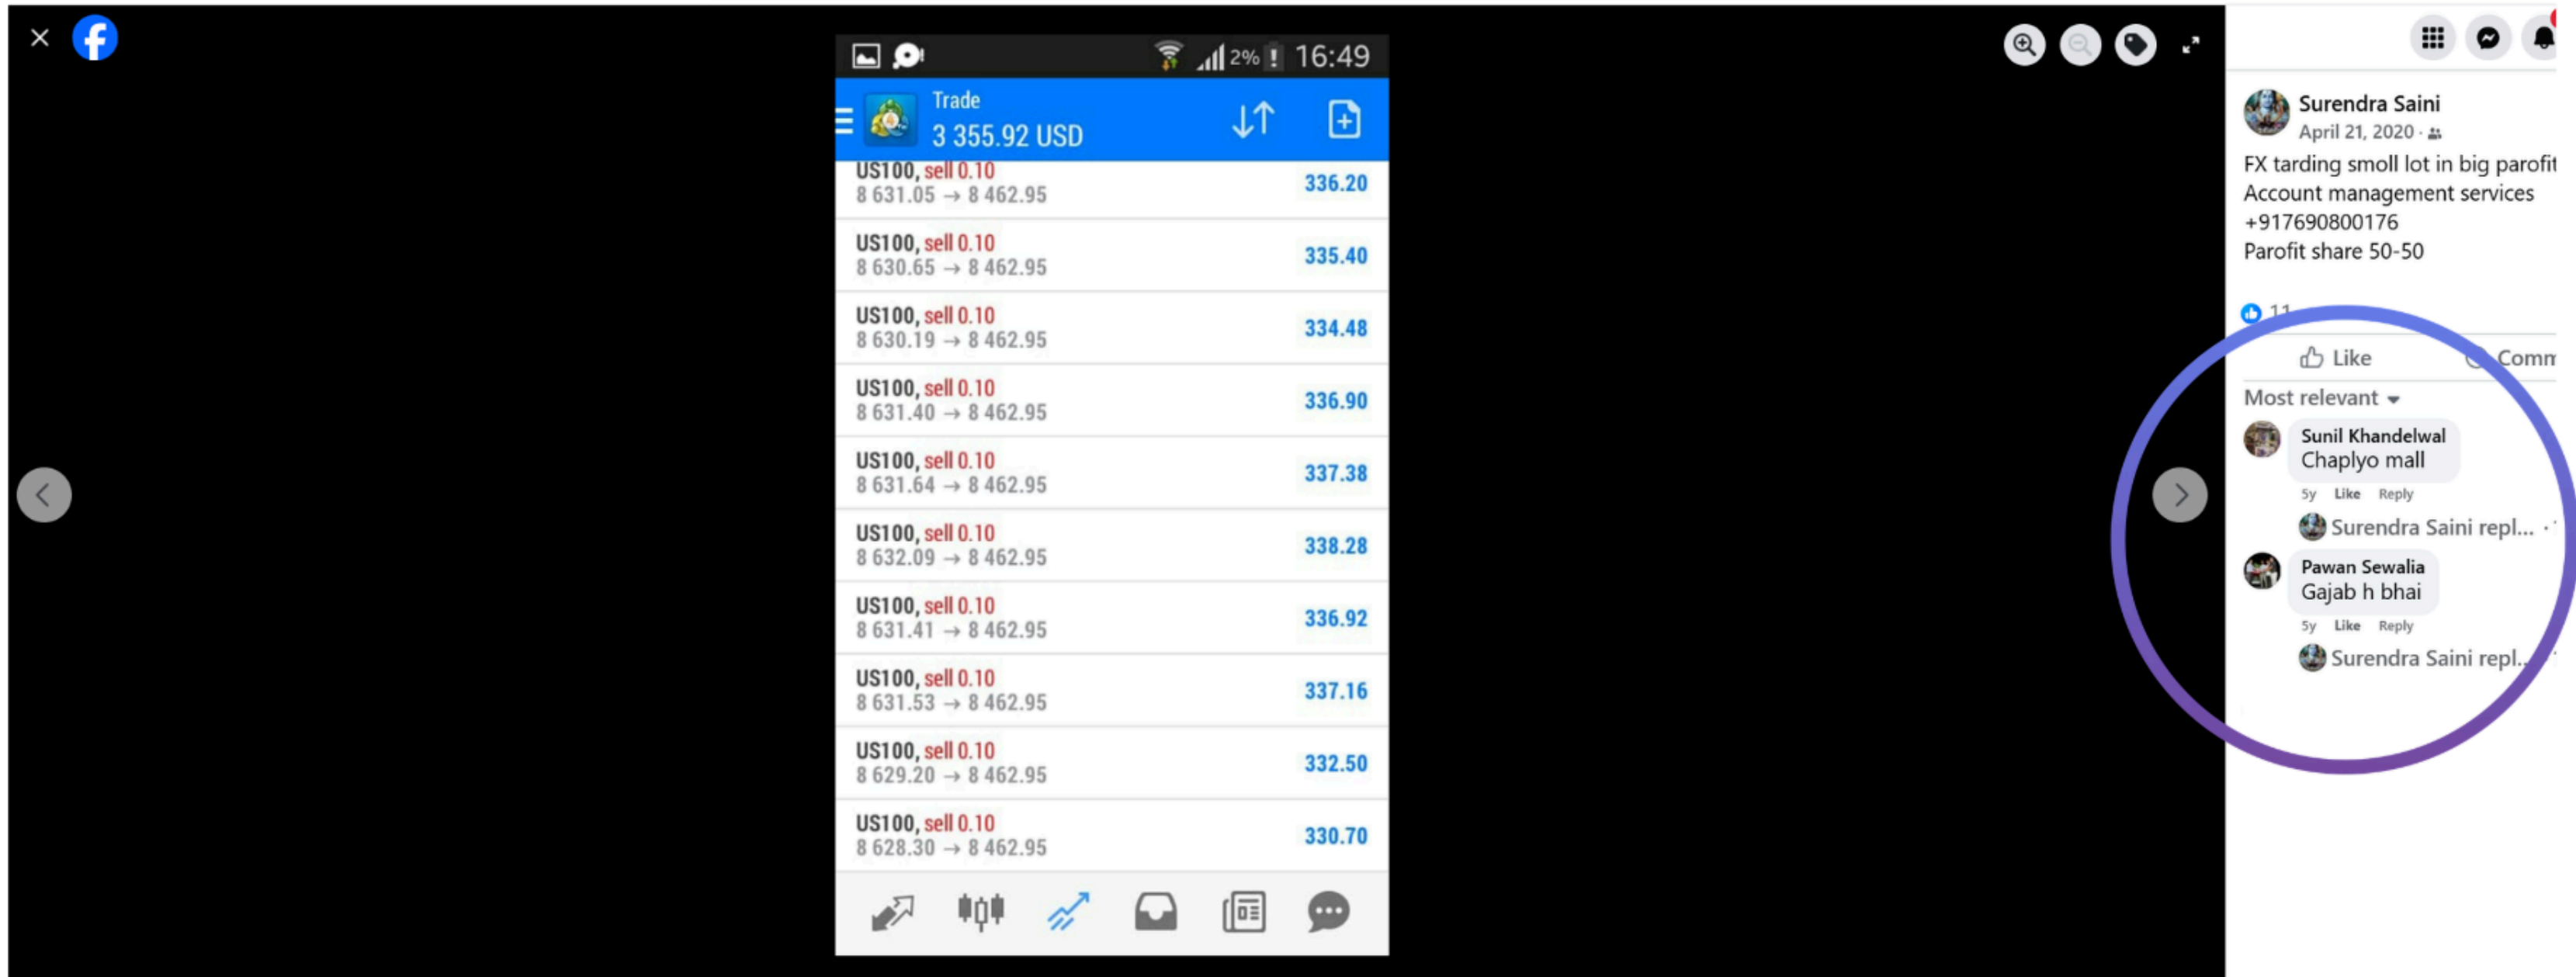 2% ! 16:49
Trade
3 355.92 USD
US100, sell 0.10
8 631.05 → 8 462.95
336.20
US100, sell 0.10
8 630.65 → 8 462.95
335.40
US100, sell 0.10
8 630.19 → 8 462.95
334.48
US100, sell 0.10
8 631.40 → 8 462.95
336.90
US100, sell 0.10
8 631.64 → 8 462.95
337.38
US100, sell 0.10
8 632.09 → 8 462.95
338.28
US100, sell 0.10
8 631.41 → 8 462.95
336.92
US100, sell 0.10
8 631.53 → 8 462.95
337.16
US100, sell 0.10
8 629.20 → 8 462.95
332.50
US100, sell 0.10
8 628.30 → 8 462.95
330.70
Surendra Saini
April 21, 2020 ·
FX tarding smoll lot in big parofit
Account management services
+917690800176
Parofit share 50-50
11
Like Comm
Most relevant
Sunil Khandelwal
Chaplyo mall
5y Like Reply
Surendra Saini repl... ·
Pawan Sewalia
Gajab h bhai
5y Like Reply
Surendra Saini repl...